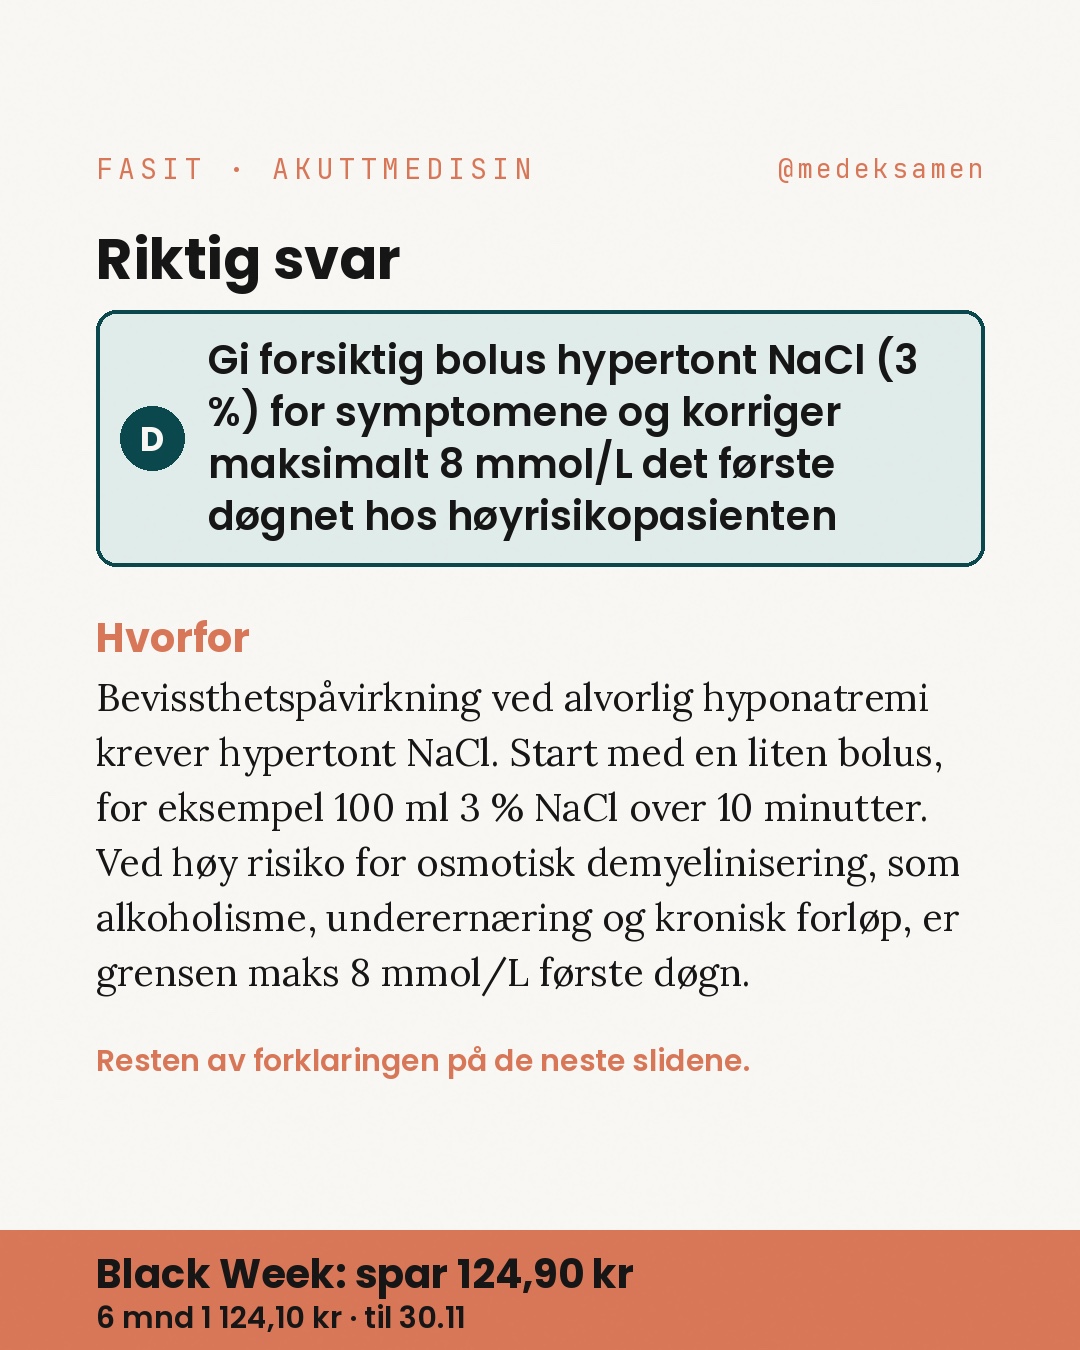 FASIT · AKUTTMEDISIN
@medeksamen
Riktig svar
D
Gi forsiktig bolus hypertont NaCl (3
%) for symptomene og korriger
maksimalt 8 mmol/L det første
døgnet hos høyrisikopasienten
Hvorfor
Bevissthetspåvirkning ved alvorlig hyponatremi
krever hypertont NaCl. Start med en liten bolus,
for eksempel 100 ml 3 % NaCl over 10 minutter.
Ved høy risiko for osmotisk demyelinisering, som
alkoholisme, underernæring og kronisk forløp, er
grensen maks 8 mmol/L første døgn.
Resten av forklaringen på de neste slidene.
Black Week: spar 124,90 kr
6 mnd 1 124,10 kr · til 30.11